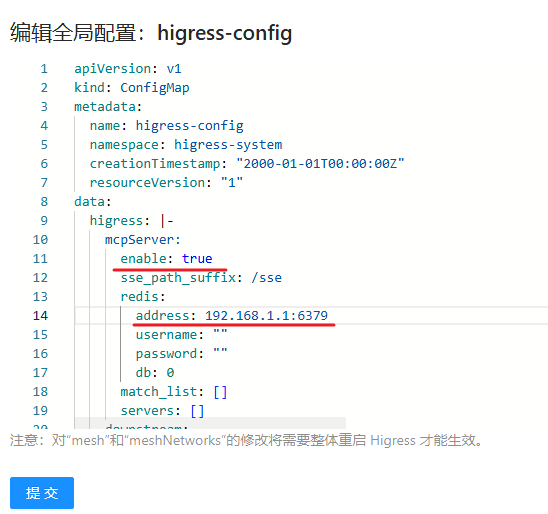 编辑全局配置：higress-config
1 apiVersion: v1
2 kind: ConfigMap
3 metadata:
4 name: higress-config
5 namespace: higress-system
6 creationTimestamp: "2000-01-01T00:00:00Z"
7 resourceVersion: "1"
8 data:
9 higress: |-
10 mcpServer:
11 enable: true
12 sse_path_suffix: /sse
13 redis:
14 address: 192.168.1.1:6379
15 username: ""
16 password: ""
17 db: 0
18 match_list: []
19 servers: []
20 downstream:
注意：对“mesh”和“meshNetworks”的修改将需要整体重启 Higress 才能生效。
提 交